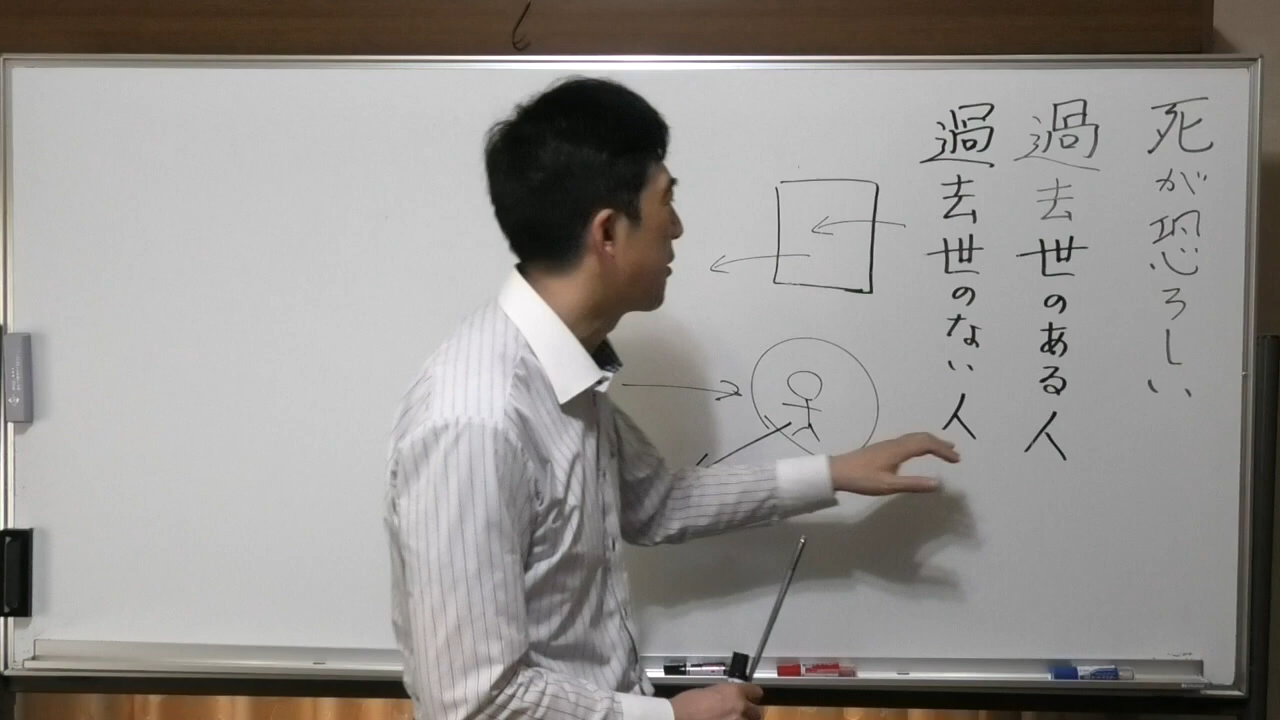 死が恐ろしい
過去世のある人
過去世のない人